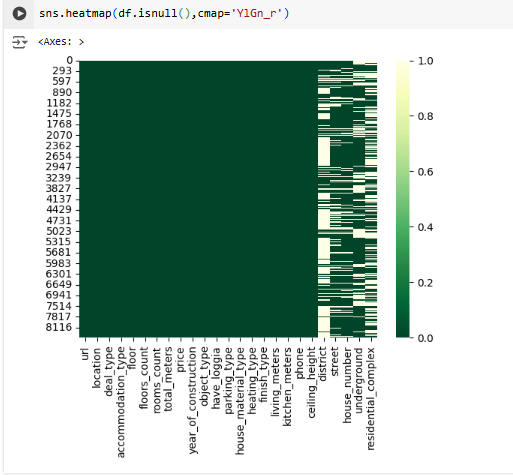 sns.heatmap(df.isnull(),cmap='YlGn_r')
<Axes: >
0
293
597
890
1182
1475
1768
2070
2362
2654
2947
3239
3827
4137
4429
4731
5023
5315
5681
5983
6301
6649
6941
7514
7817
8116
1.0
0.8
0.6
0.4
0.2
0.0
url
location
deal_type
accommodation_type
floor
floors_count
rooms_count
total_meters
price
year_of_construction
object_type
have_loggia
parking_type
house_material_type
heating_type
finish_type
living_meters
kitchen_meters
phone
ceiling_height
district
street
house_number
underground
residential_complex